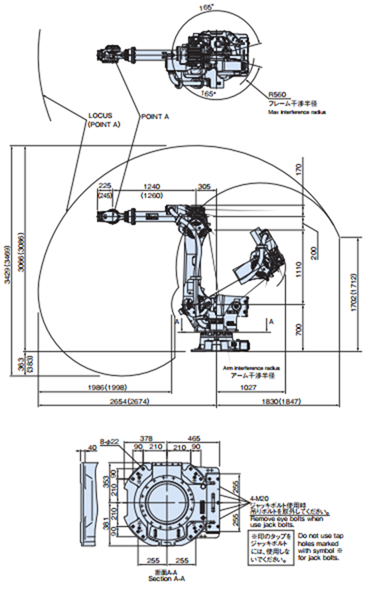 165°
165°
R560
フレーム干渉半径
Max interference radius
LOCUS
(POINT A)
POINT A
170
225
(245)
1240
(1260)
305
200
3429(3469)
3066(3086)
1110
1702(1712)
A
A
700
363
(383)
Arm interference radius
アーム干渉半径
1986(1998)
1027
2654(2674)
1830(1847)
8-φ22
378
465
40
90
210
210
90
90
353
210
210
381
90
255
255
4-M20
ジャッキボルト使用時
吊りボルトを取外してください。
Remove eye bolts when
use jack bolts.
※印のタップを
ジャッキボルト
には、使用しな
いでください。
Do not use tap
holes marked
with symbol ※
for jack bolts.
255
255
断面A-A
Section A-A